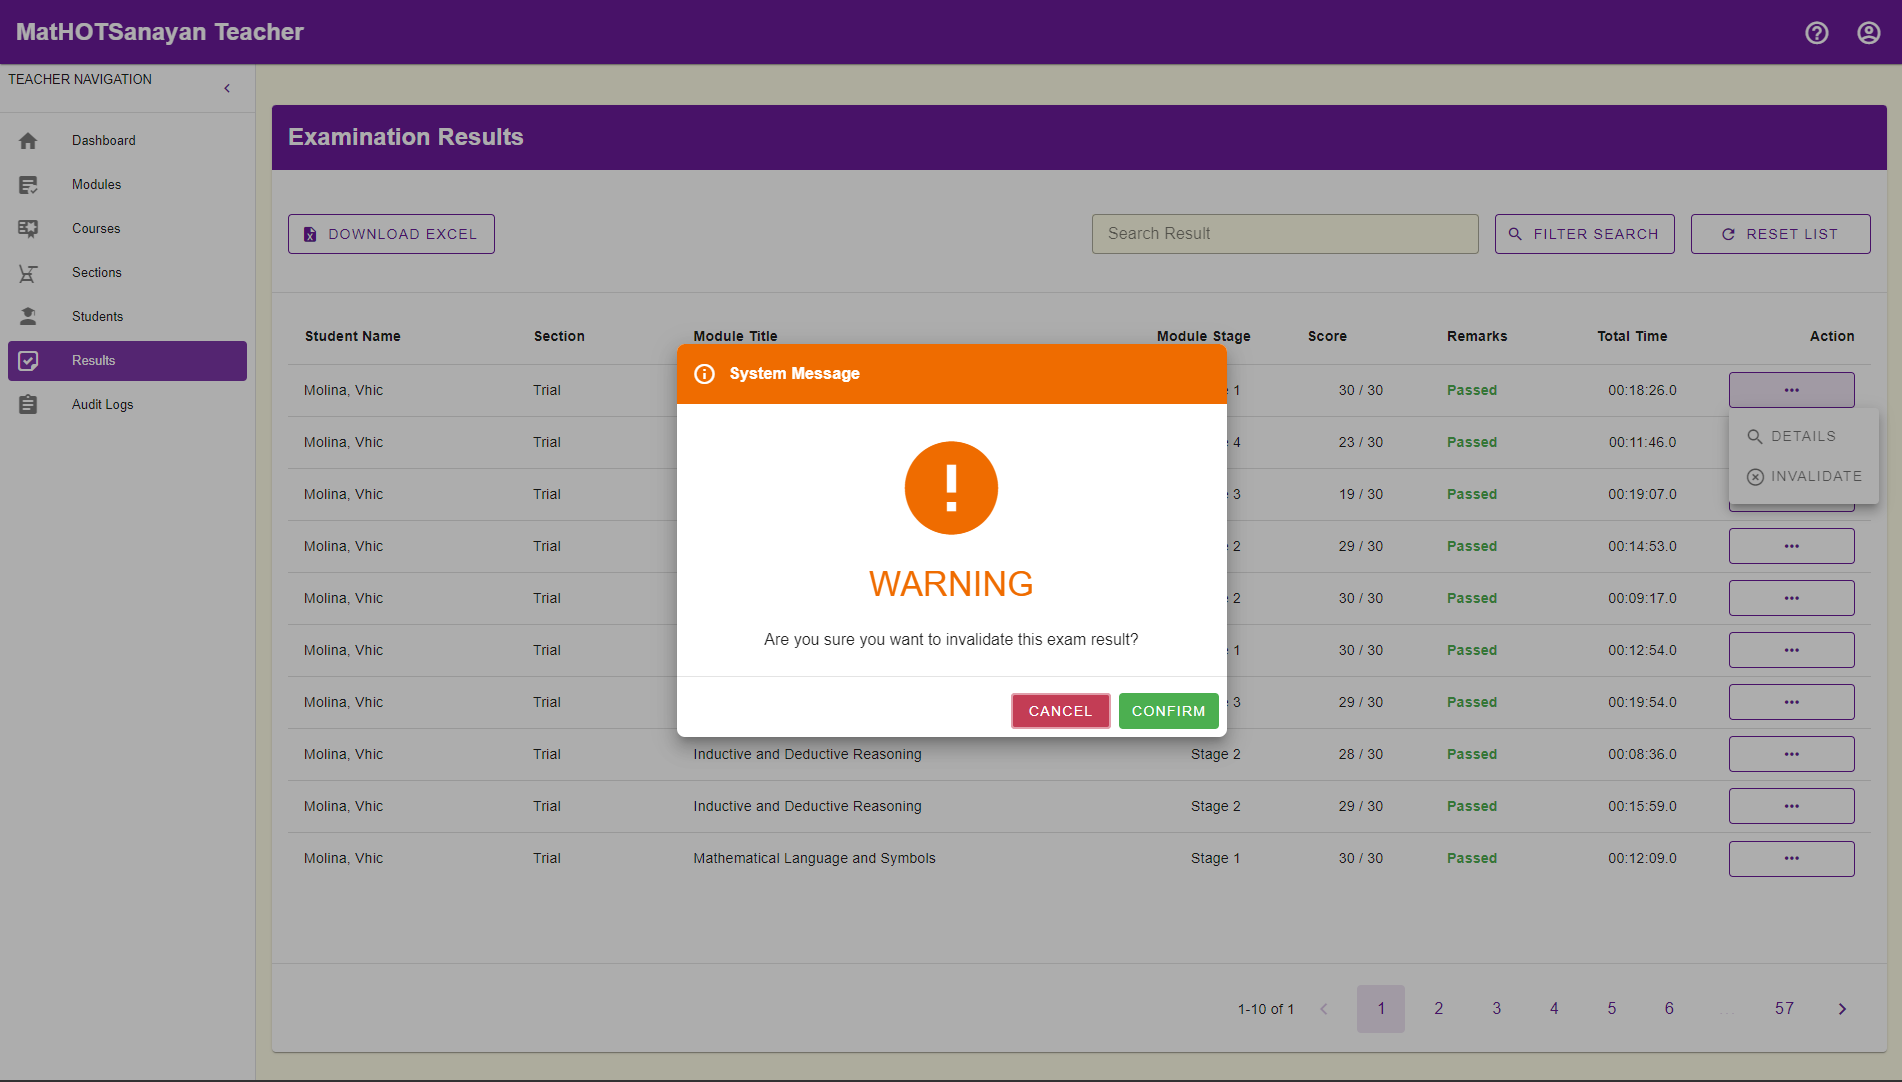 MatHOTSanayan Teacher
TEACHER NAVIGATION
Dashboard
Modules
Courses
Sections
Students
Results
Audit Logs
Examination Results
DOWNLOAD EXCEL
Search Result
FILTER SEARCH
RESET LIST
Student Name Section Module Title Module Stage Score Remarks Total Time Action
Molina, Vhic Trial 1 30 / 30 Passed 00:18:26.0 ...
Molina, Vhic Trial 4 23 / 30 Passed 00:11:46.0
Molina, Vhic Trial 3 19 / 30 Passed 00:19:07.0
Molina, Vhic Trial 2 29 / 30 Passed 00:14:53.0 ...
Molina, Vhic Trial 2 30 / 30 Passed 00:09:17.0 ...
Molina, Vhic Trial 1 30 / 30 Passed 00:12:54.0 ...
Molina, Vhic Trial 3 29 / 30 Passed 00:19:54.0 ...
Molina, Vhic Trial Inductive and Deductive Reasoning Stage 2 28 / 30 Passed 00:08:36.0 ...
Molina, Vhic Trial Inductive and Deductive Reasoning Stage 2 29 / 30 Passed 00:15:59.0 ...
Molina, Vhic Trial Mathematical Language and Symbols Stage 1 30 / 30 Passed 00:12:09.0 ...
DETAILS
INVALIDATE
System Message
WARNING
Are you sure you want to invalidate this exam result?
CANCEL
CONFIRM
1-10 of 1 1 2 3 4 5 6 ... 57